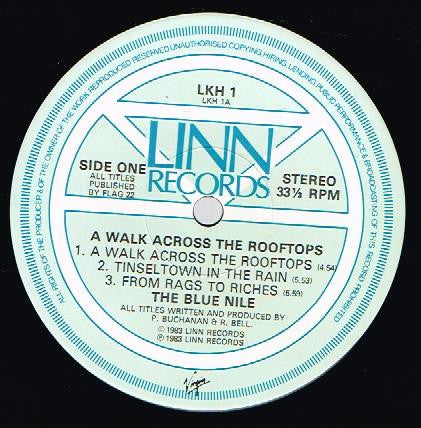 ALL RIGHTS OF THE PRODUCER & OF THE OWNER OF THE WORK REPRODUCED RESERVED UNAUTHORISED COPYING, HIRING, LENDING, PUBLIC PERFORMANCE & BROADCASTING OF THIS RECORD PROHIBITED
LKH 1
LKH 1A
LINN
RECORDS
SIDE ONE
ALL TITLES
PUBLISHED
BY FLAG 22
STEREO
33⅓ RPM
A WALK ACROSS THE ROOFTOPS
1. A WALK ACROSS THE ROOFTOPS (4.54)
2. TINSELTOWN IN THE RAIN (5.53)
3. FROM RAGS TO RICHES (5.59)
THE BLUE NILE
ALL TITLES WRITTEN AND PRODUCED BY
P. BUCHANAN & R. BELL.
© 1983 LINN RECORDS
℗ 1983 LINN RECORDS
Virgin